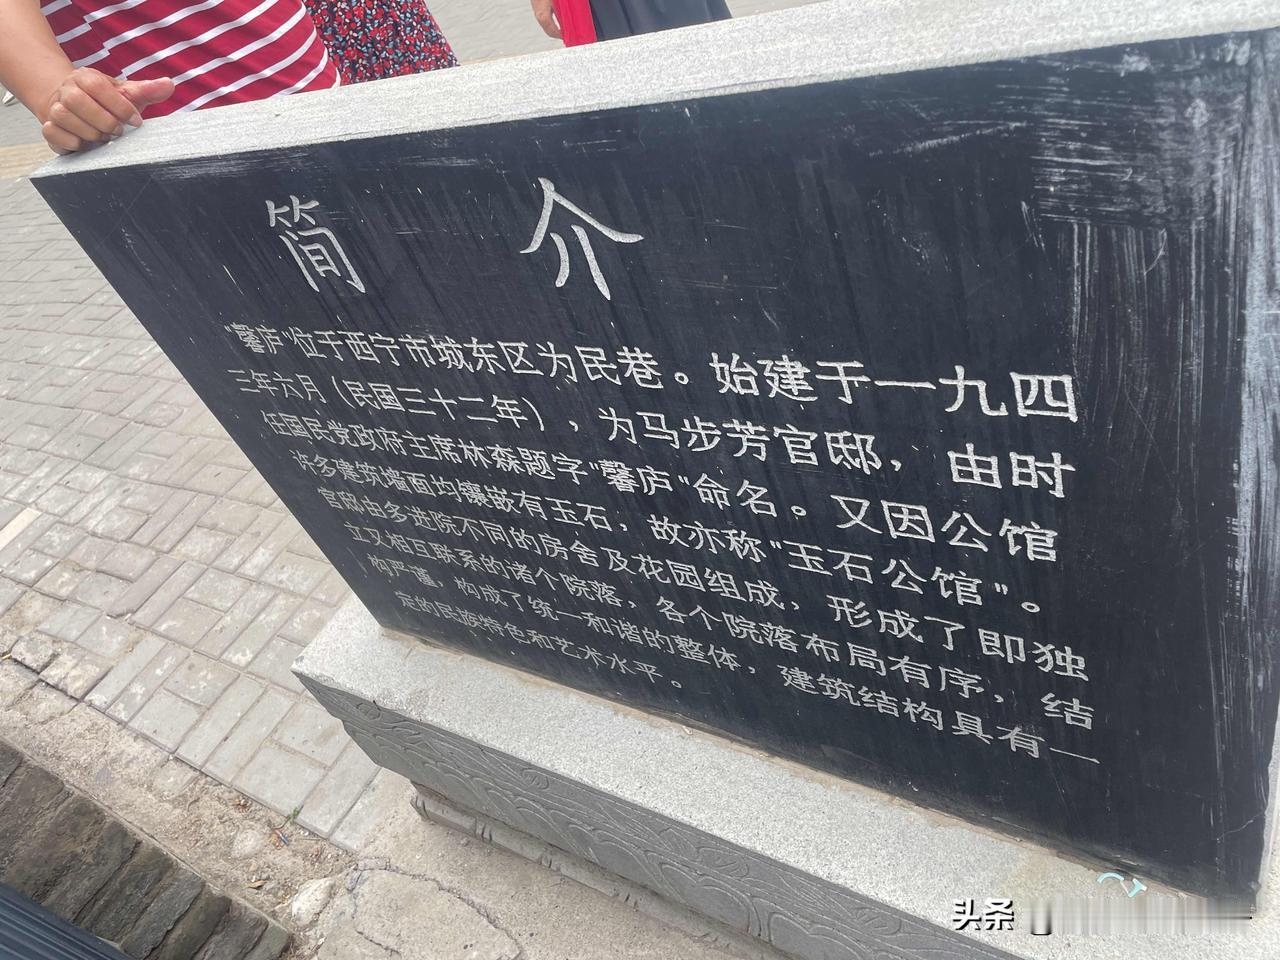 简 介
"馨庐"位于西宁市城东区为民巷。始建于一九四
三年六月（民国三十二年），为马步芳官邸，由时
任国民党政府主席林森题字"馨庐"命名。又因公馆
许多建筑墙面均镶嵌有玉石，故亦称"玉石公馆"。
官邸由多进院不同的房舍及花园组成，形成了即独
立又相互联系的诸个院落，各个院落布局有序，结
构严谨，构成了统一和谐的整体，建筑结构具有一
定的民族特色和艺术水平。
头条